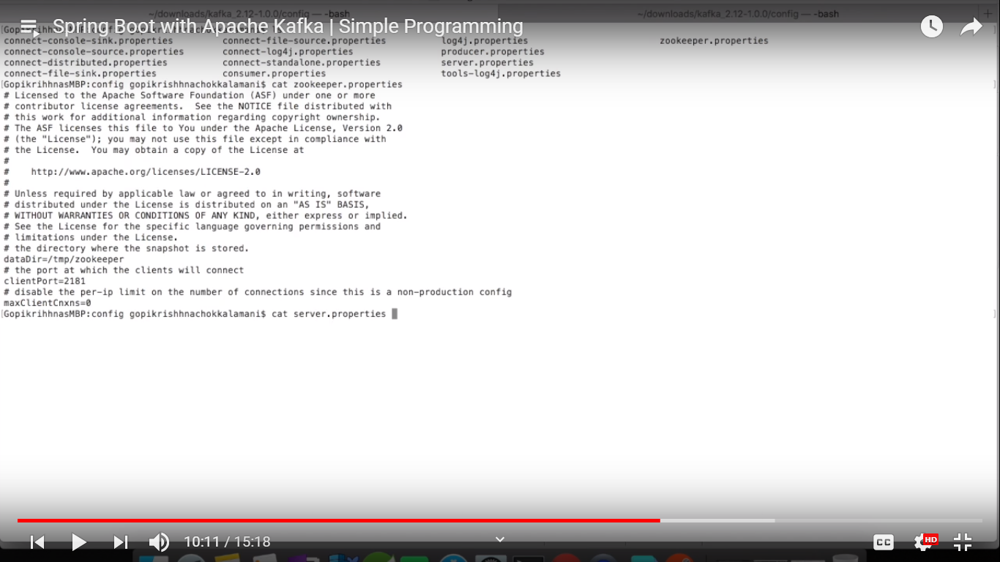 ~/downloads/kafka_2.12-1.0.0/config — -bash
~/downloads/kafka_2.12-1.0.0/config — -bash
Spring Boot with Apache Kafka | Simple Programming
connect-console-sink.properties connect-file-source.properties log4j.properties zookeeper.properties
connect-console-source.properties connect-log4j.properties producer.properties
connect-distributed.properties connect-standalone.properties server.properties
connect-file-sink.properties consumer.properties tools-log4j.properties
[GopikrihhnasMBP:config gopikrishhnachokkalamani$ cat zookeeper.properties ]
# Licensed to the Apache Software Foundation (ASF) under one or more
# contributor license agreements.  See the NOTICE file distributed with
# this work for additional information regarding copyright ownership.
# The ASF licenses this file to You under the Apache License, Version 2.0
# (the "License"); you may not use this file except in compliance with
# the License.  You may obtain a copy of the License at
#
#    http://www.apache.org/licenses/LICENSE-2.0
#
# Unless required by applicable law or agreed to in writing, software
# distributed under the License is distributed on an "AS IS" BASIS,
# WITHOUT WARRANTIES OR CONDITIONS OF ANY KIND, either express or implied.
# See the License for the specific language governing permissions and
# limitations under the License.
# the directory where the snapshot is stored.
dataDir=/tmp/zookeeper
# the port at which the clients will connect
clientPort=2181
# disable the per-ip limit on the number of connections since this is a non-production config
maxClientCnxns=0
[GopikrihhnasMBP:config gopikrishhnachokkalamani$ cat server.properties ]
10:11 / 15:18
CC
HD